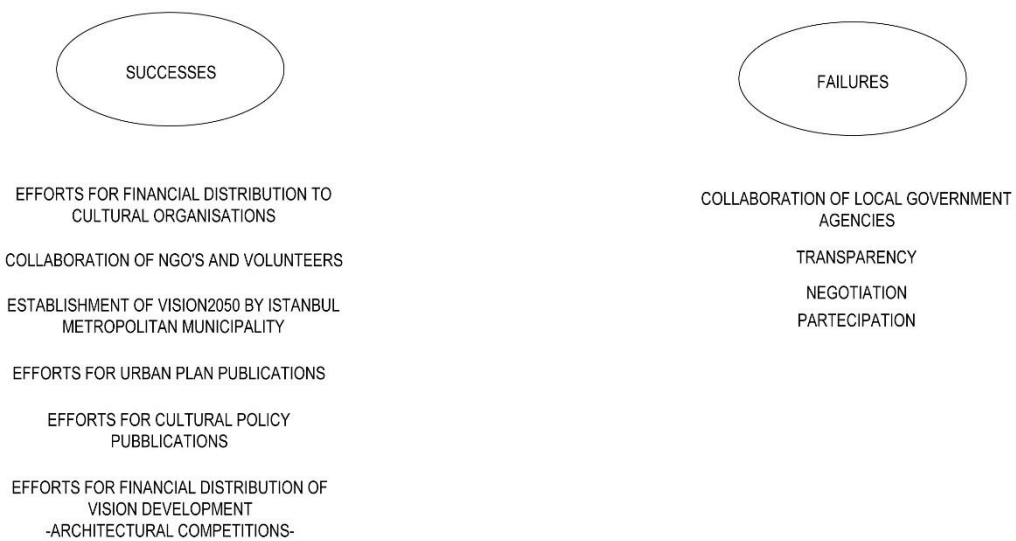 SUCCESSES
EFFORTS FOR FINANCIAL DISTRIBUTION TO
CULTURAL ORGANISATIONS
COLLABORATION OF NGO'S AND VOLUNTEERS
ESTABLISHMENT OF VISION2050 BY ISTANBUL
METROPOLITAN MUNICIPALITY
EFFORTS FOR URBAN PLAN PUBLICATIONS
EFFORTS FOR CULTURAL POLICY
PUBBLICATIONS
EFFORTS FOR FINANCIAL DISTRIBUTION OF
VISION DEVELOPMENT
-ARCHITECTURAL COMPETITIONS-
FAILURES
COLLABORATION OF LOCAL GOVERNMENT
AGENCIES
TRANSPARENCY
NEGOTIATION
PARTECIPATION